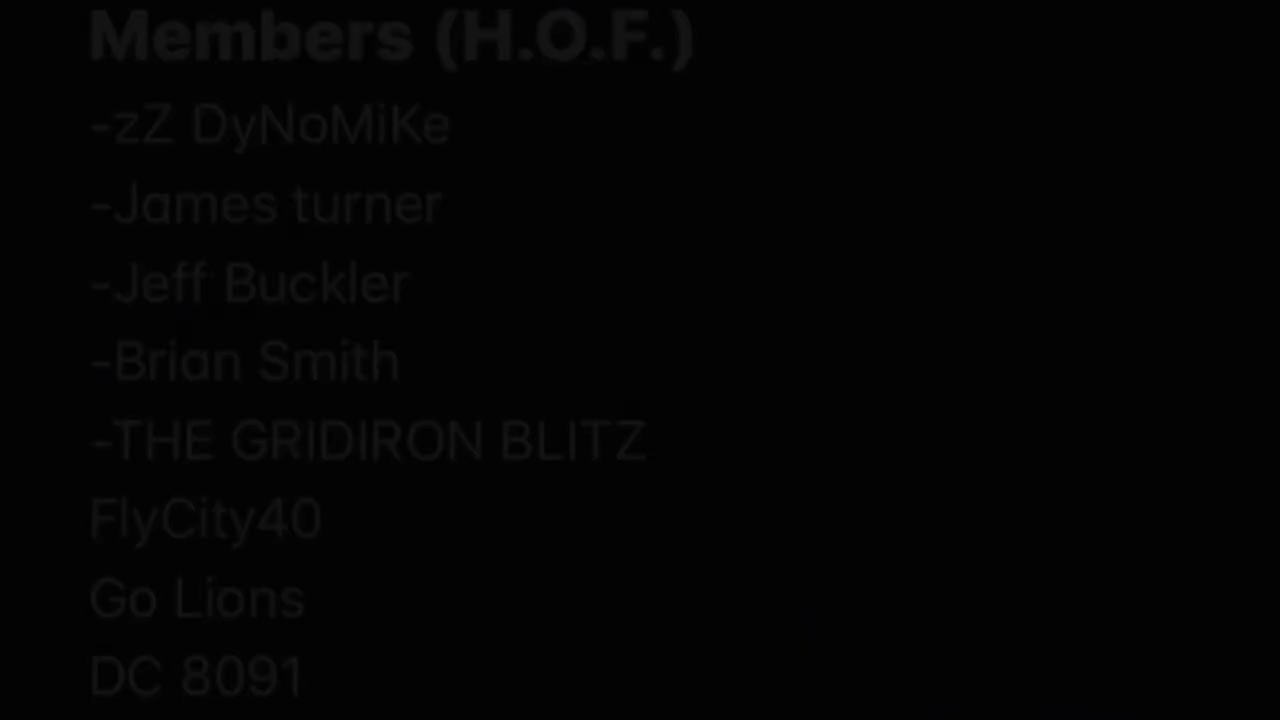 Members (H.O.F.)
-zZ DyNoMiKe
-James turner
-Jeff Buckler
-Brian Smith
-THE GRIDIRON BLITZ
FlyCity40
Go Lions
DC 8091